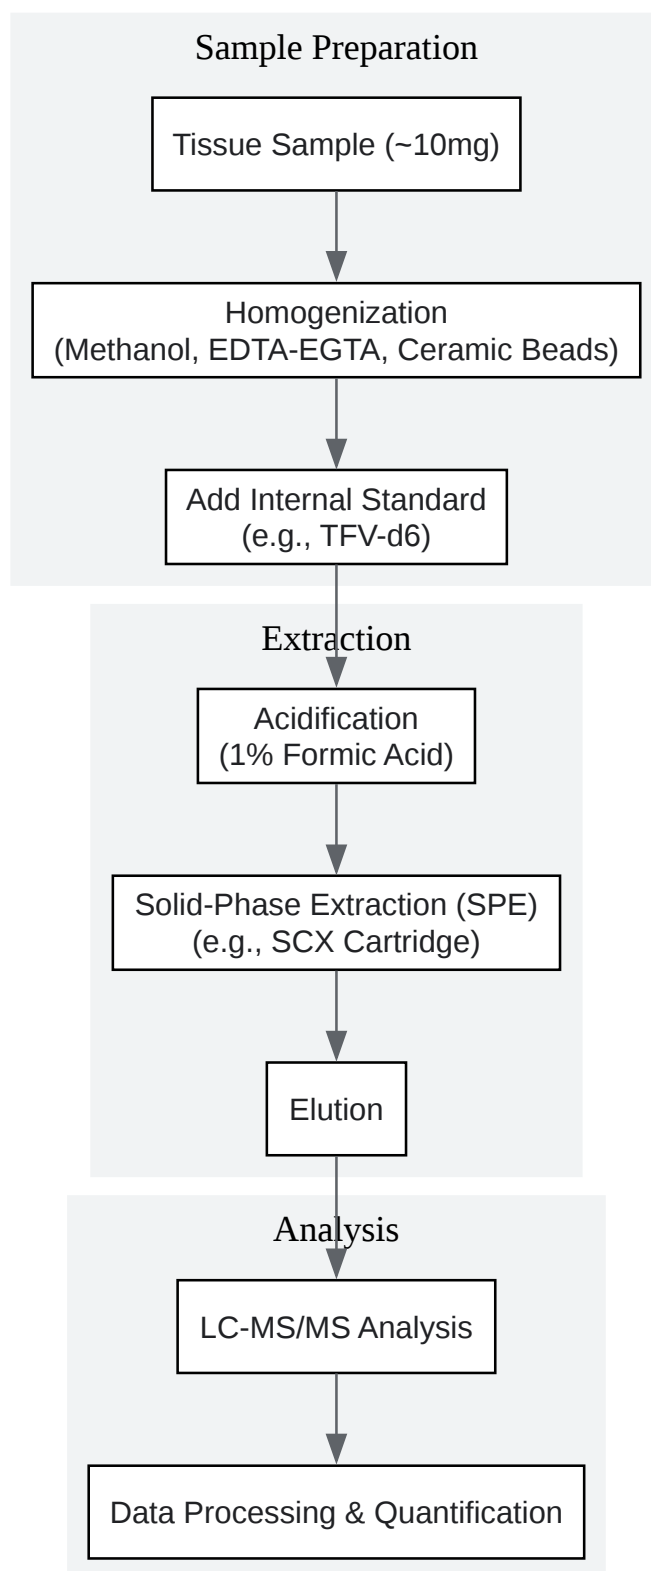 Sample Preparation
Tissue Sample (~10mg)
Homogenization
(Methanol, EDTA-EGTA, Ceramic Beads)
Add Internal Standard
(e.g., TFV-d6)
Extraction
Acidification
(1% Formic Acid)
Solid-Phase Extraction (SPE)
(e.g., SCX Cartridge)
Elution
Analysis
LC-MS/MS Analysis
Data Processing & Quantification